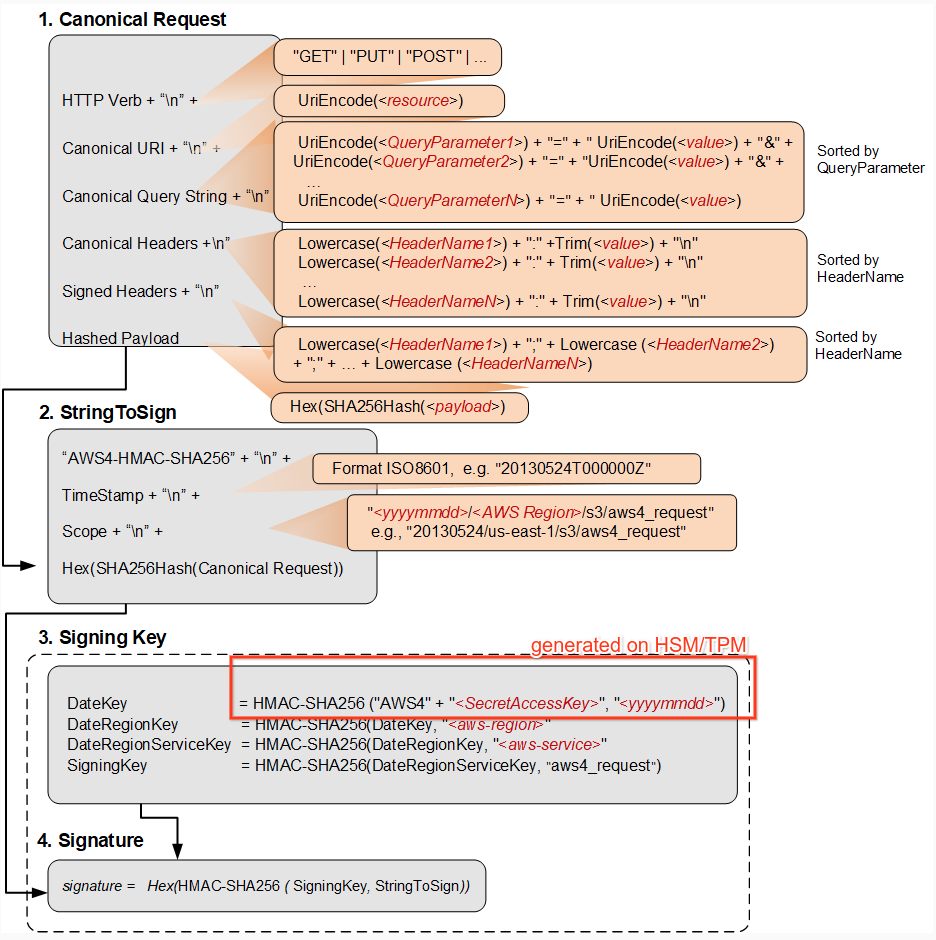 1. Canonical Request
"GET" | "PUT" | "POST" | ...
HTTP Verb + “\n” +
UriEncode(<resource>)
Canonical URI + “\n” +
UriEncode(<QueryParameter1>) + "=" + " UriEncode(<value>) + "&" +
UriEncode(<QueryParameter2>) + "=" + "UriEncode(<value>) + "&" +
...
UriEncode(<QueryParameterN>) + "=" + " UriEncode(<value>)
Sorted by
QueryParameter
Canonical Query String + “\n”
Canonical Headers +\n”
Lowercase(<HeaderName1>) + ":" +Trim(<value>) + "\n"
Lowercase(<HeaderName2>) + ":" + Trim(<value>) + "\n"
...
Lowercase(<HeaderNameN>) + ":" + Trim(<value>) + "\n"
Sorted by
HeaderName
Signed Headers + “\n”
Lowercase(<HeaderName1>) + ";" + Lowercase (<HeaderName2>)
+ ";" + ... + Lowercase (<HeaderNameN>)
Sorted by
HeaderName
Hashed Payload
Hex(SHA256Hash(<payload>)
2. StringToSign
“AWS4-HMAC-SHA256” + “\n” +
Format ISO8601, e.g. "20130524T000000Z"
TimeStamp + “\n” +
"<yyyymmdd>/<AWS Region>/s3/aws4_request"
e.g., "20130524/us-east-1/s3/aws4_request"
Scope + “\n” +
Hex(SHA256Hash(Canonical Request))
3. Signing Key
generated on HSM/TPM
DateKey = HMAC-SHA256 ("AWS4" + "<SecretAccessKey>", "<yyyymmdd>")
DateRegionKey = HMAC-SHA256(DateKey, "<aws-region>"
DateRegionServiceKey = HMAC-SHA256(DateRegionKey, "<aws-service>"
SigningKey = HMAC-SHA256(DateRegionServiceKey, "aws4_request")
4. Signature
signature = Hex(HMAC-SHA256 ( SigningKey, StringToSign))